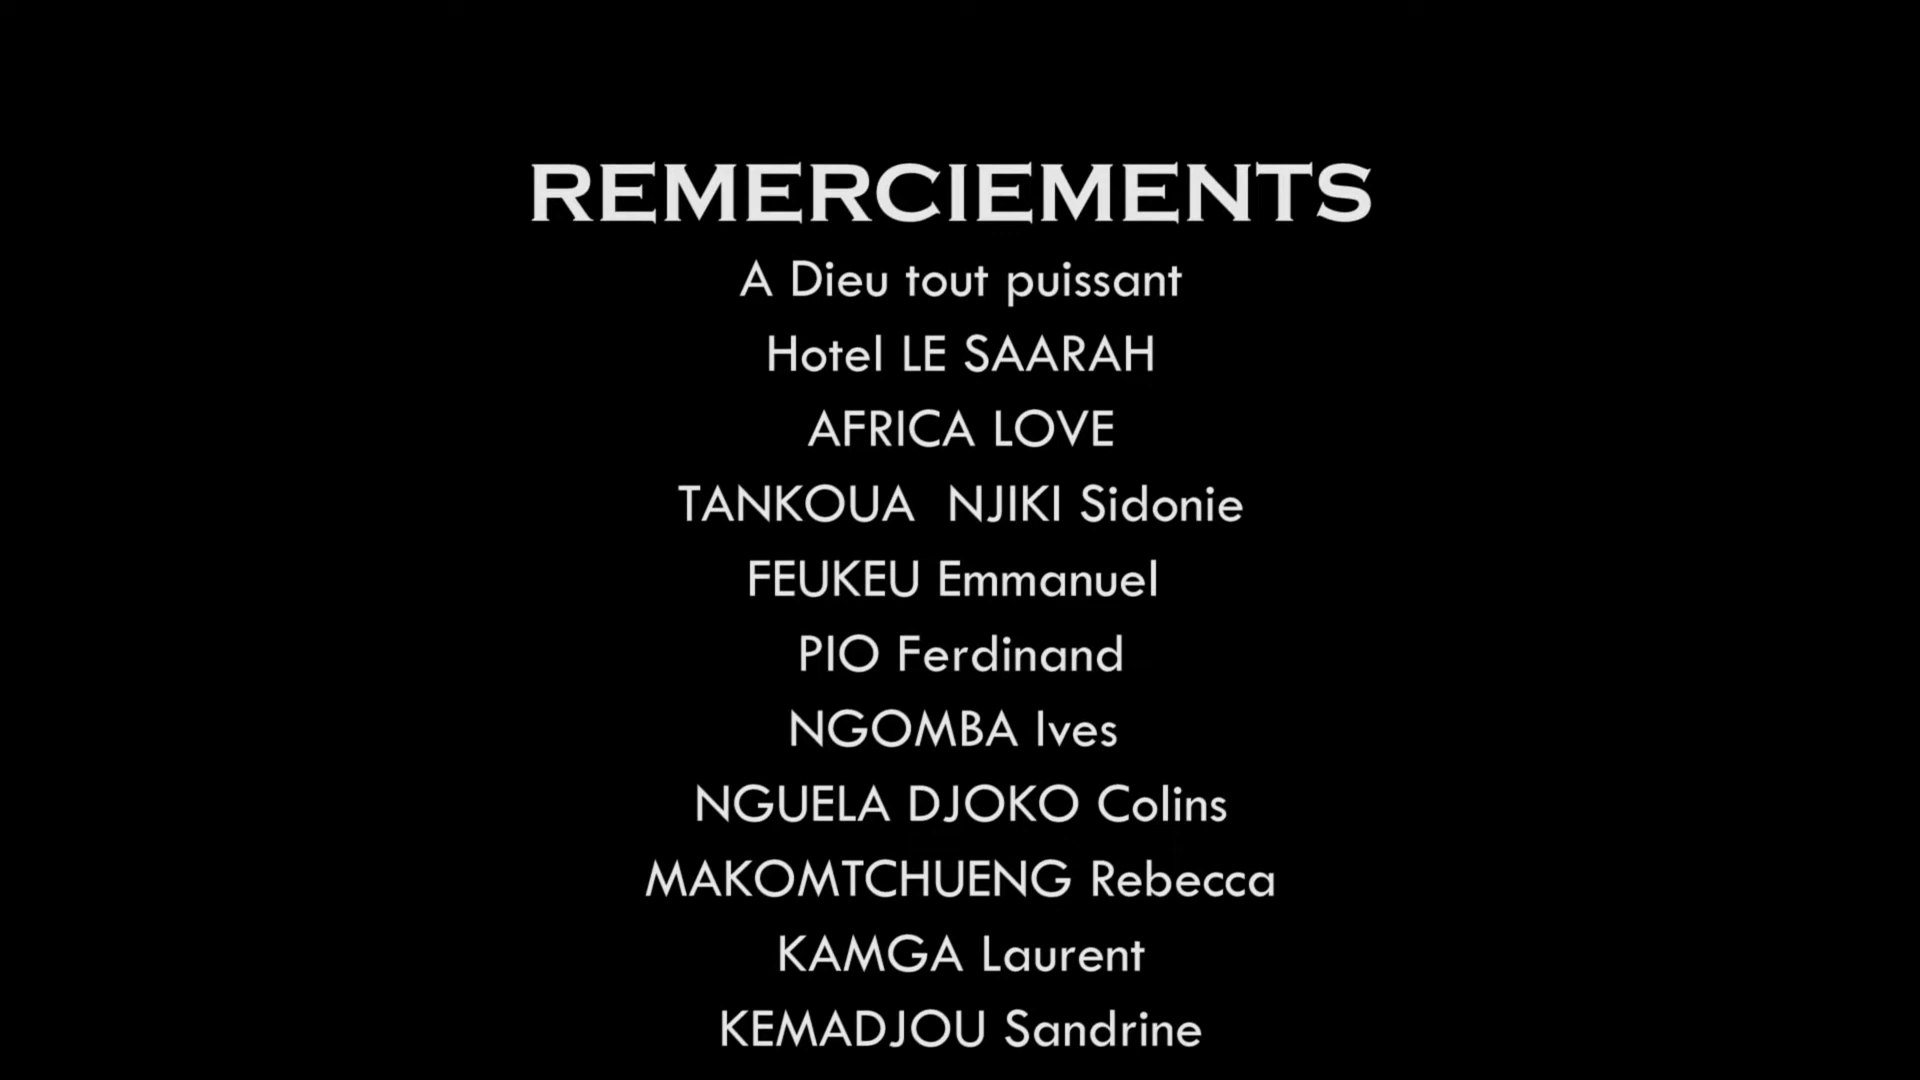 REMERCIEMENTS
A Dieu tout puissant
Hotel LE SAARAH
AFRICA LOVE
TANKOUA  NJIKI Sidonie
FEUKEU Emmanuel
PIO Ferdinand
NGOMBA Ives
NGUELA DJOKO Colins
MAKOMTCHUENG Rebecca
KAMGA Laurent
KEMADJOU Sandrine